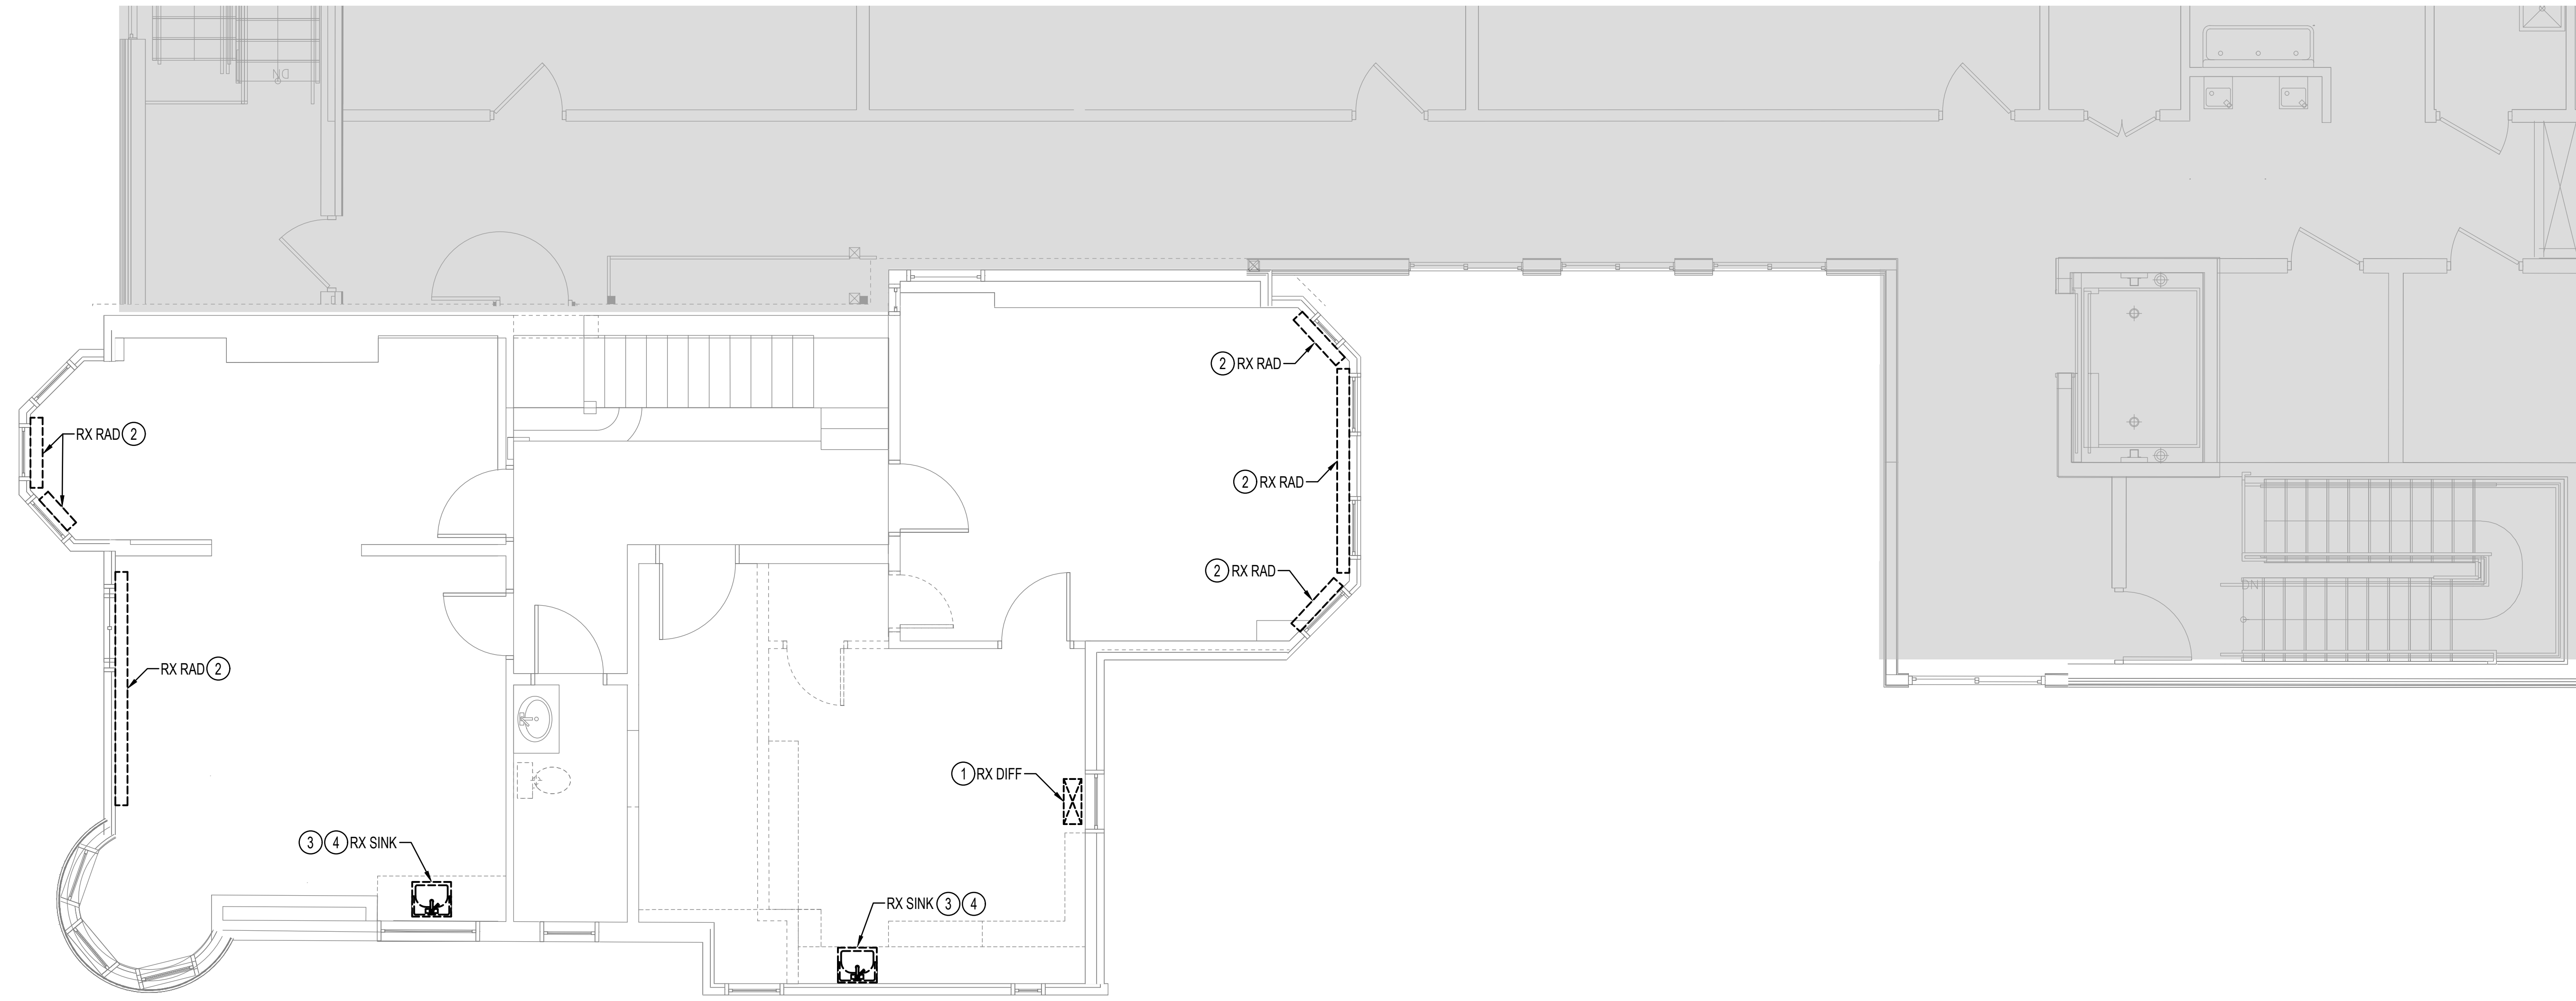 DN
② RX RAD
RX RAD ②
② RX RAD
② RX RAD
DN
RX RAD ②
① RX DIFF
③ ④ RX SINK
RX SINK ③ ④